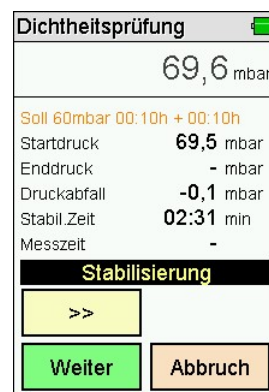 Dichtheitsprüfung
69,6 mbar
Soll 60mbar 00:10h + 00:10h
Startdruck 69,5 mbar
Enddruck - mbar
Druckabfall -0,1 mbar
Stabil.Zeit 02:31 min
Messzeit -
Stabilisierung
>>
Weiter Abbruch